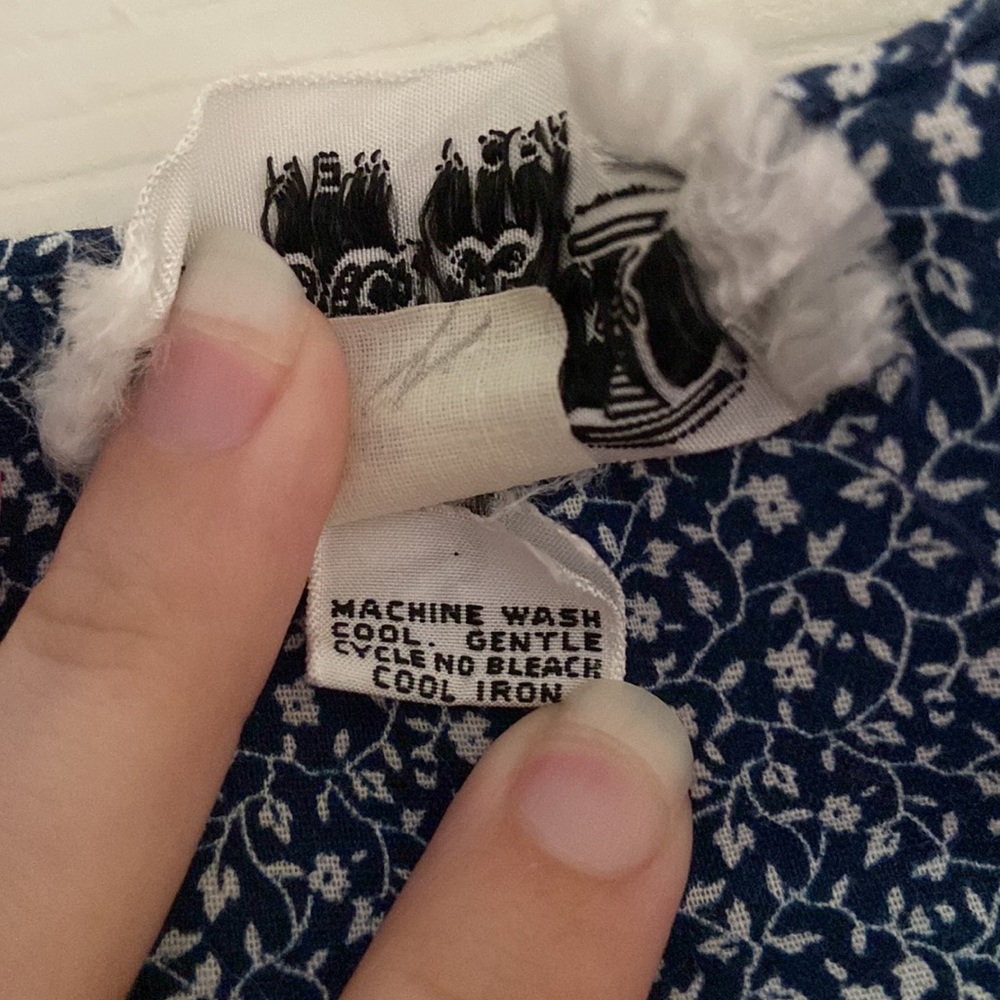 MACHINE WASH
COOL. GENTLE
CYCLE NO BLEACH
COOL IRON